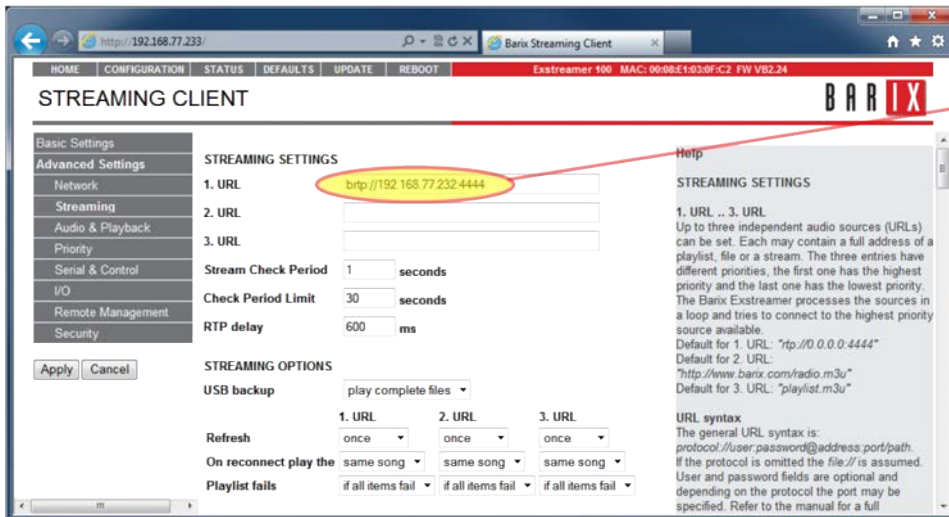 http://192.168.77.233/
Barix Streaming Client
HOME CONFIGURATION STATUS DEFAULTS UPDATE REBOOT Exstreamer 100 MAC: 00:08:E1:03:0F:C2 FW VB2.24
STREAMING CLIENT
BARIX
Basic Settings
Advanced Settings
Network
Streaming
Audio & Playback
Priority
Serial & Control
I/O
Remote Management
Security
Apply Cancel
STREAMING SETTINGS
1. URL brtp://192.168.77.232:4444
2. URL
3. URL
Stream Check Period 1 seconds
Check Period Limit 30 seconds
RTP delay 600 ms
STREAMING OPTIONS
USB backup play complete files
1. URL 2. URL 3. URL
Refresh once once once
On reconnect play the same song same song same song
Playlist fails if all items fail if all items fail if all items fail
Help
STREAMING SETTINGS
1. URL .. 3. URL
Up to three independent audio sources (URLs)
can be set. Each may contain a full address of a
playlist, file or a stream. The three entries have
different priorities, the first one has the highest
priority and the last one has the lowest priority.
The Barix Exstreamer processes the sources in
a loop and tries to connect to the highest priority
source available.
Default for 1. URL: "rtp://0.0.0.0:4444"
Default for 2. URL:
"http://www.barix.com/radio.m3u"
Default for 3. URL: "playlist.m3u"
URL syntax
The general URL syntax is:
protocol://user:password@address:port/path.
If the protocol is omitted the file:// is assumed.
User and password fields are optional and
depending on the protocol the port may be
specified. Refer to the manual for a full